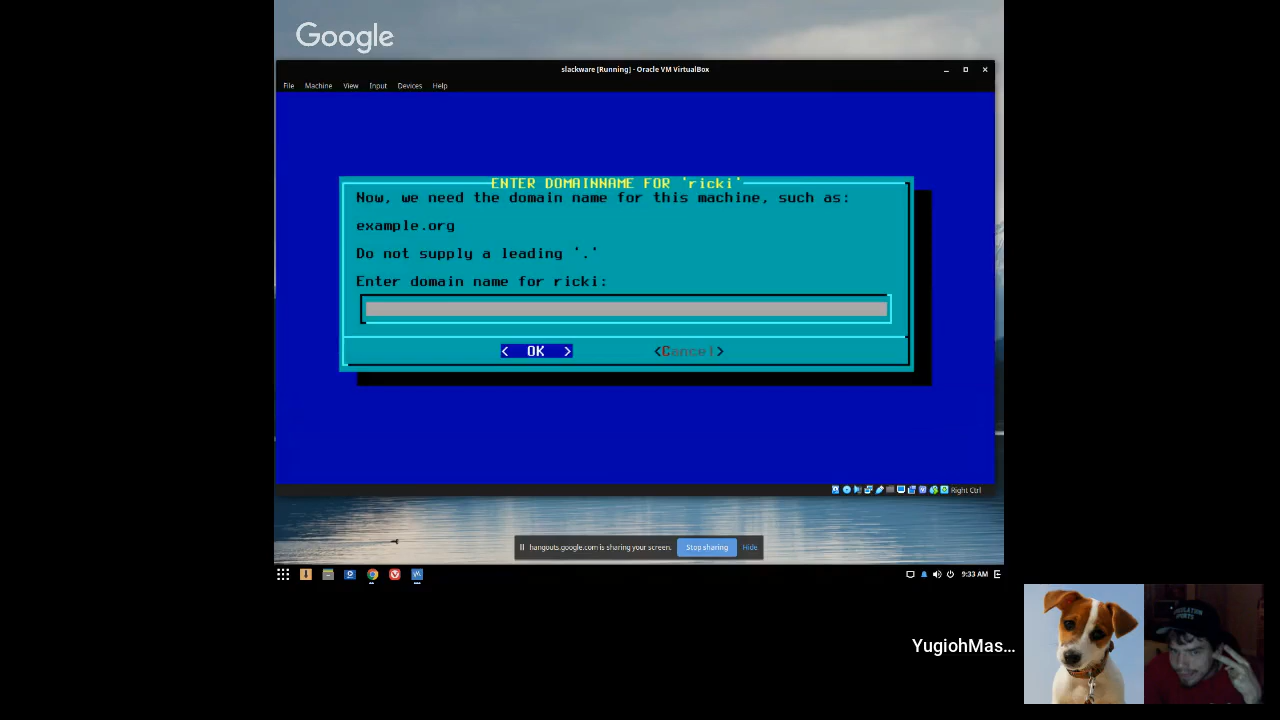 Google
slackware [Running] - Oracle VM VirtualBox
File Machine View Input Devices Help
ENTER DOMAINNAME FOR 'ricki'
Now, we need the domain name for this machine, such as:
example.org
Do not supply a leading '.'
Enter domain name for ricki:
< OK > <Cancel>
Right Ctrl
hangouts.google.com is sharing your screen. Stop sharing Hide
9:33 AM
YugiohMas...